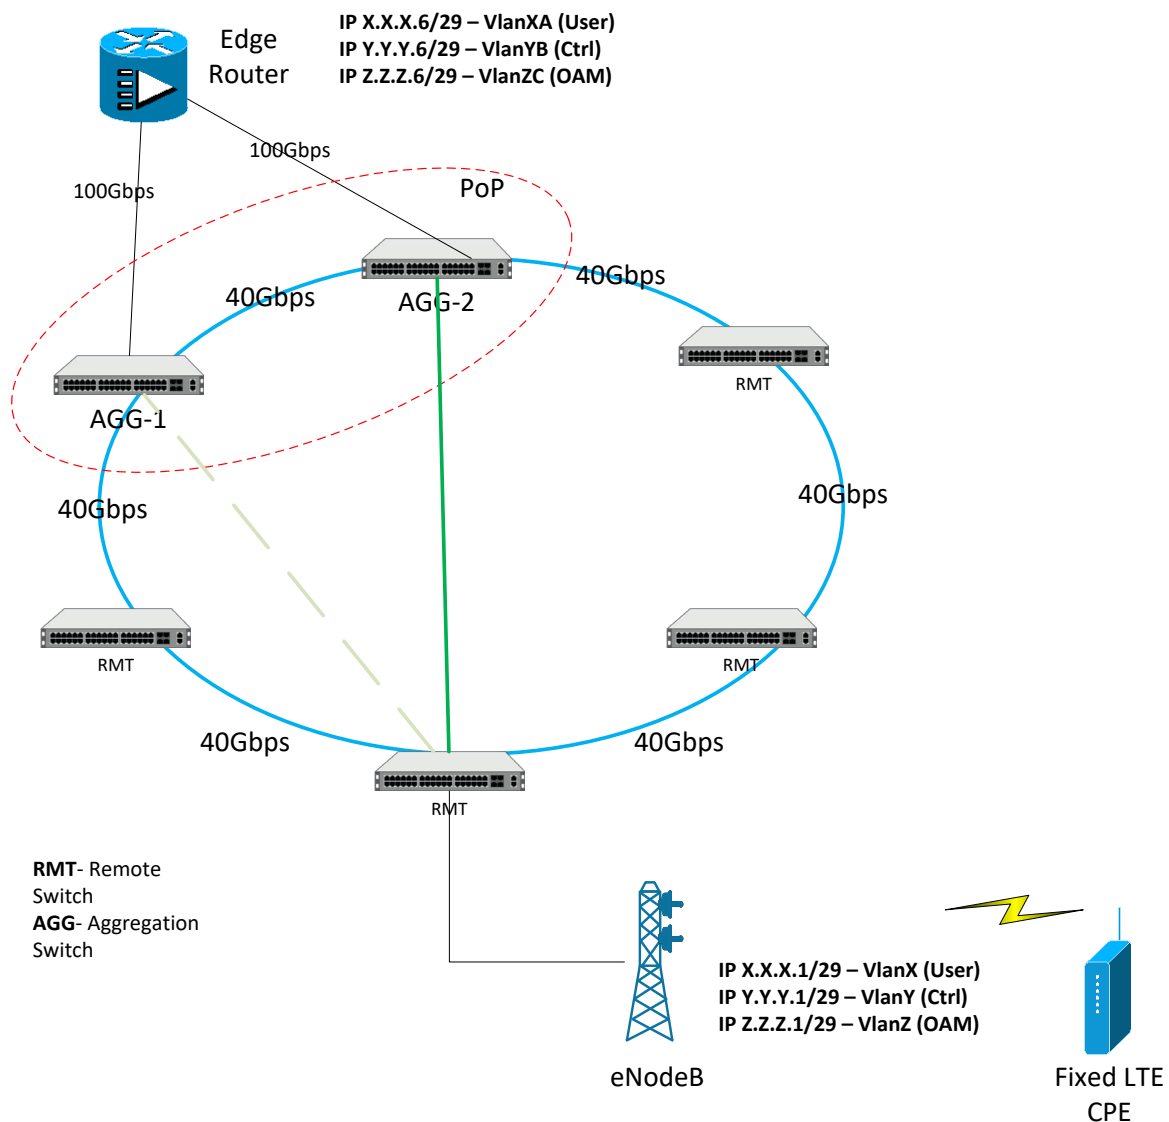 IP X.X.X.6/29 – VlanXA (User)
IP Y.Y.Y.6/29 – VlanYB (Ctrl)
IP Z.Z.Z.6/29 – VlanZC (OAM)
Edge
Router
100Gbps
100Gbps
PoP
40Gbps
AGG-2
40Gbps
RMT
AGG-1
40Gbps
40Gbps
RMT
RMT
40Gbps
40Gbps
RMT
RMT- Remote
Switch
AGG- Aggregation
Switch
IP X.X.X.1/29 – VlanX (User)
IP Y.Y.Y.1/29 – VlanY (Ctrl)
IP Z.Z.Z.1/29 – VlanZ (OAM)
eNodeB
Fixed LTE
CPE